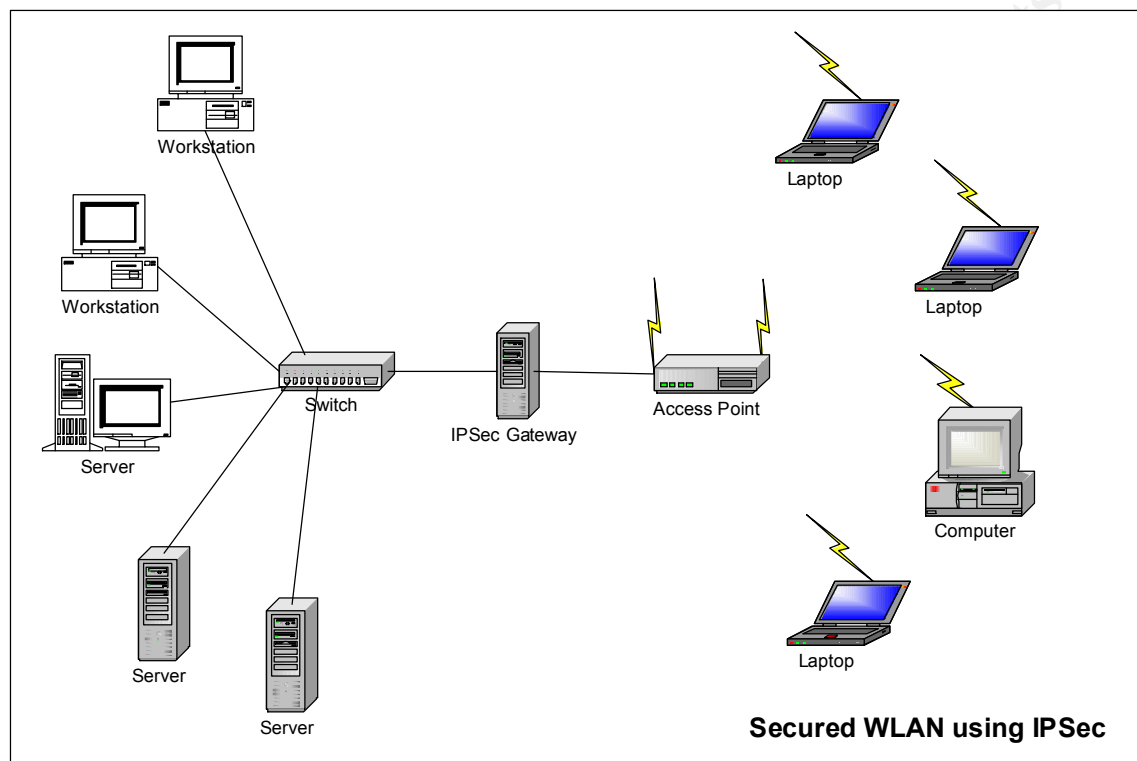 Workstation
Laptop
Workstation
Laptop
Switch
Access Point
IPSec Gateway
Server
Computer
Server
Laptop
Server
Secured WLAN using IPSec